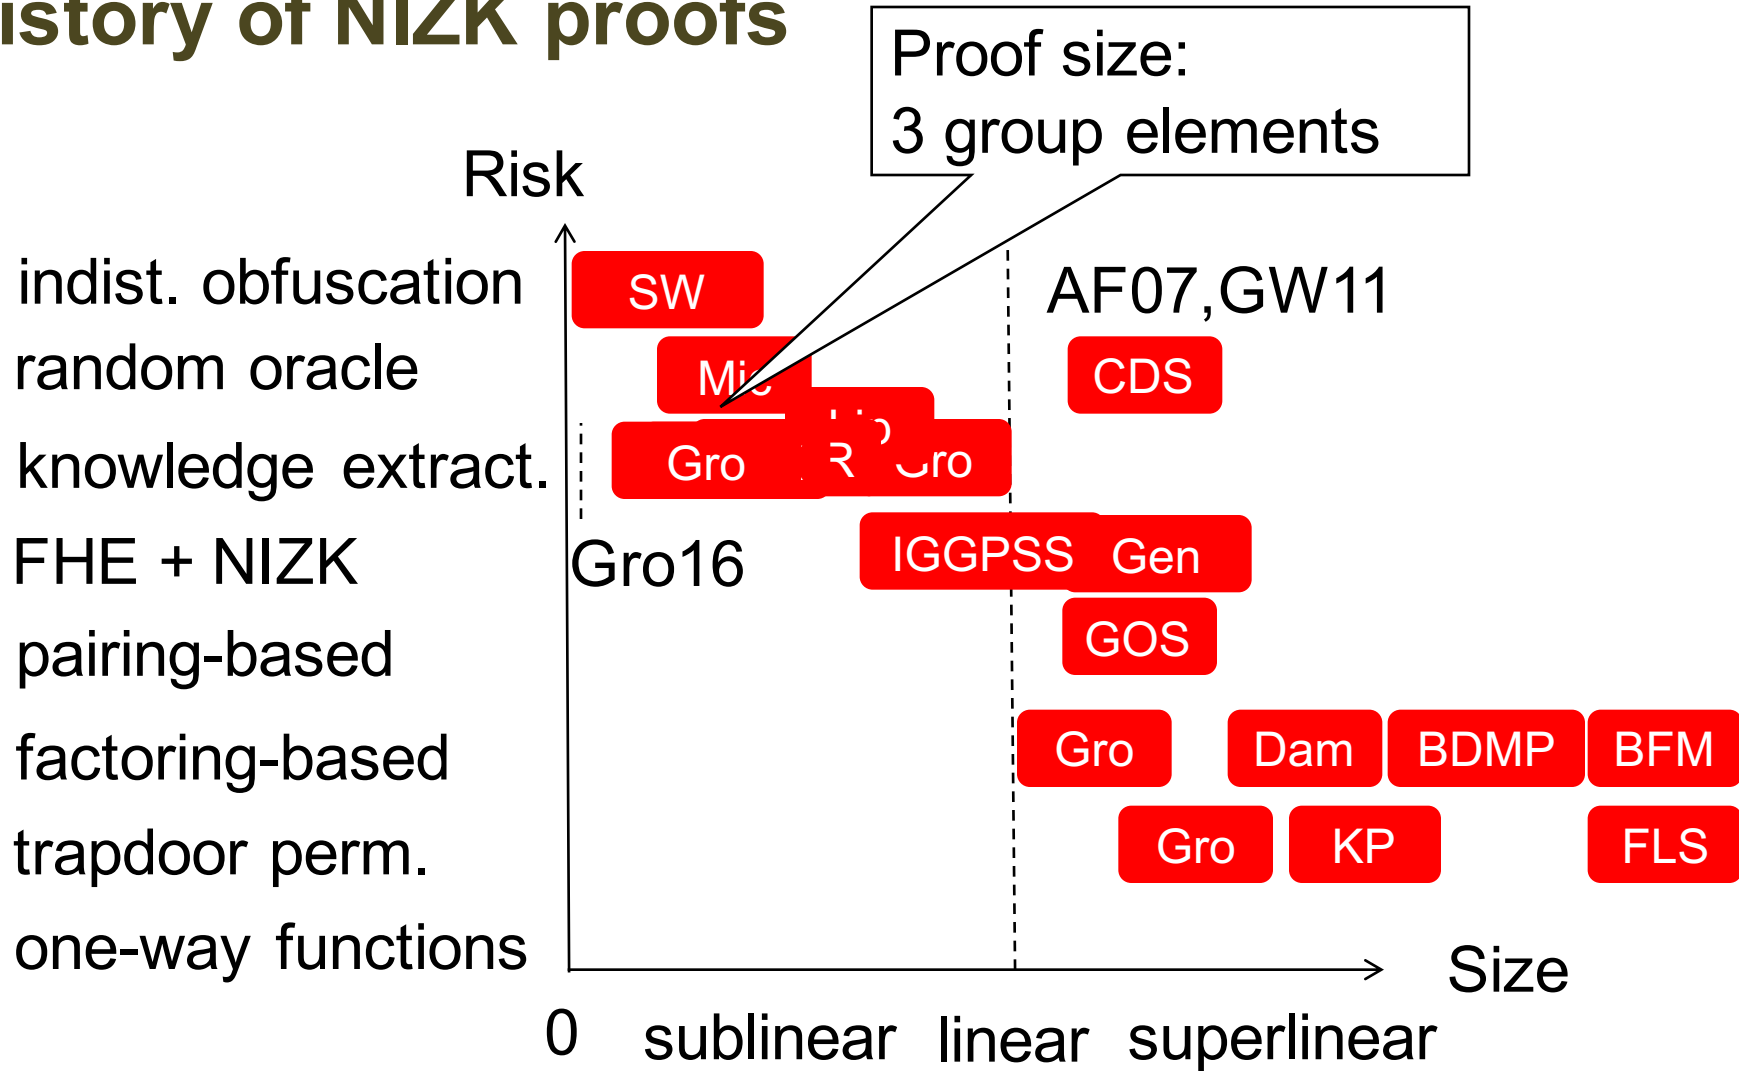 istory of NIZK proofs
Proof size:
3 group elements
Risk
indist. obfuscation
SW
AF07,GW11
random oracle
CDS
knowledge extract.
Gro
FHE + NIZK
Gro16
IGGPSS
Gen
pairing-based
GOS
factoring-based
Gro
Dam
BDMP
BFM
trapdoor perm.
Gro
KP
FLS
one-way functions
Size
0
sublinear
linear
superlinear